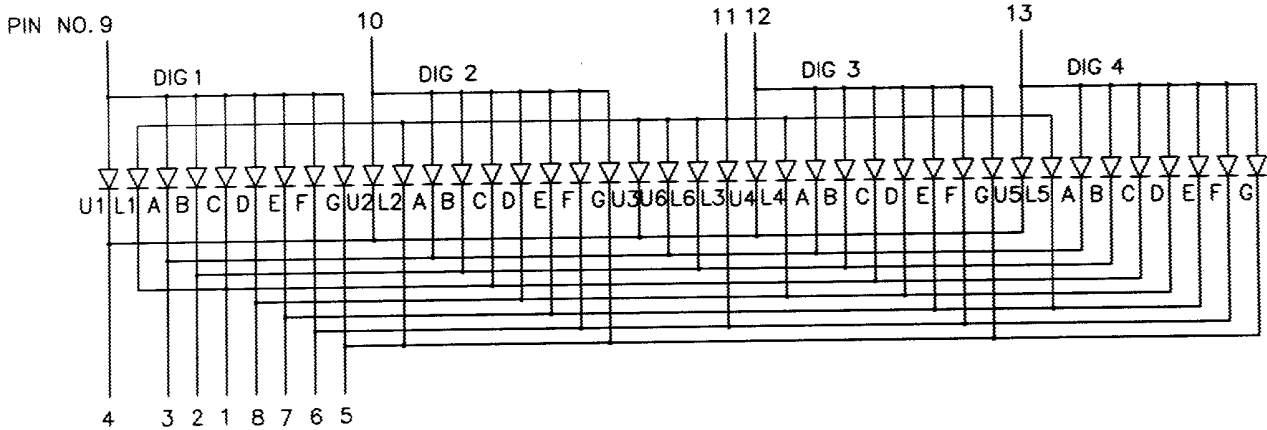 PIN NO. 9 10 11 12 13
DIG 1 DIG 2 DIG 3 DIG 4
U1 L1 A B C D E F G U2 L2 A B C D E F G U3 U6 L6 L3 U4 L4 A B C D E F G U5 L5 A B C D E F G
4 3 2 1 8 7 6 5